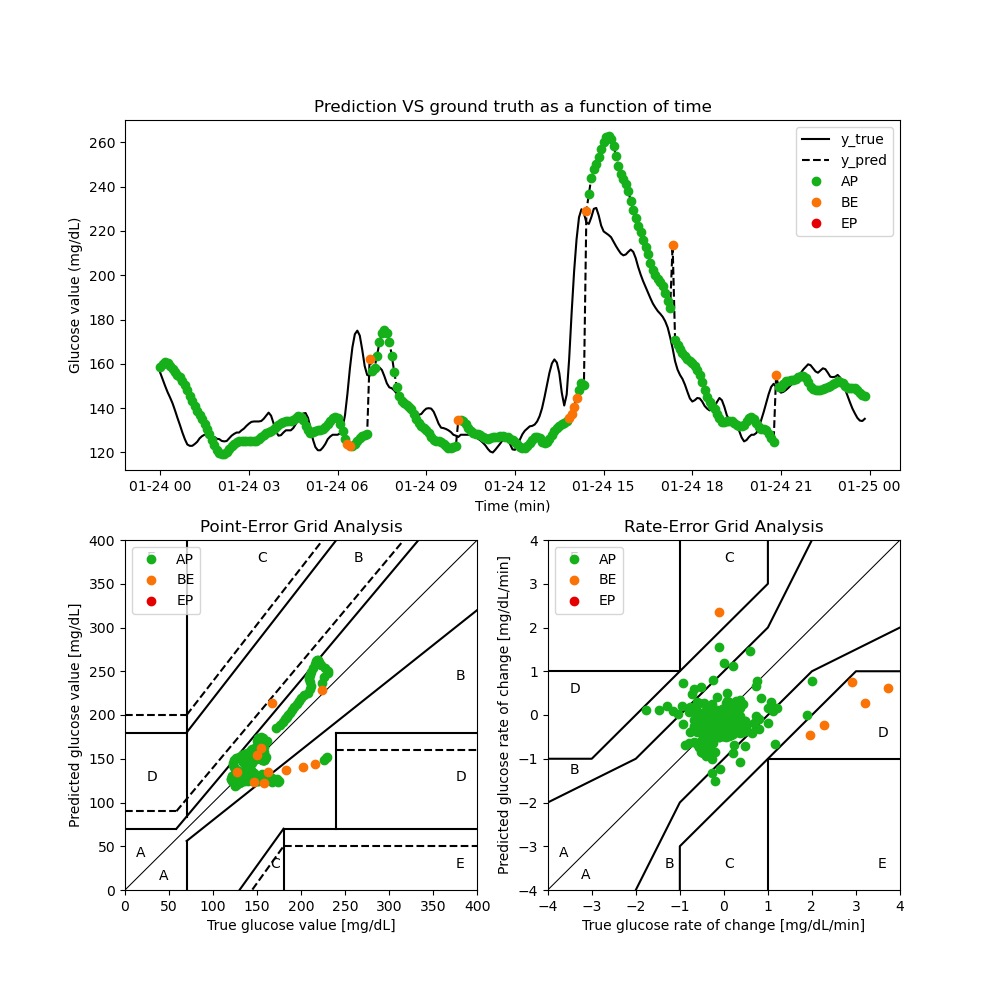 Prediction VS ground truth as a function of time
Glucose value (mg/dL)
260
240
220
200
180
160
140
120
y_true
y_pred
AP
BE
EP
01-24 00 01-24 03 01-24 06 01-24 09 01-24 12 01-24 15 01-24 18 01-24 21 01-25 00
Time (min)
Point-Error Grid Analysis
Predicted glucose value [mg/dL]
400
350
300
250
200
150
100
50
0
AP
BE
EP
C
B
B
D
D
A
A
C
E
0 50 100 150 200 250 300 350 400
True glucose value [mg/dL]
Rate-Error Grid Analysis
Predicted glucose rate of change [mg/dL/min]
4
3
2
1
0
−1
−2
−3
−4
AP
BE
EP
C
D
D
B
A
A
B
C
E
−4 −3 −2 −1 0 1 2 3 4
True glucose rate of change [mg/dL/min]